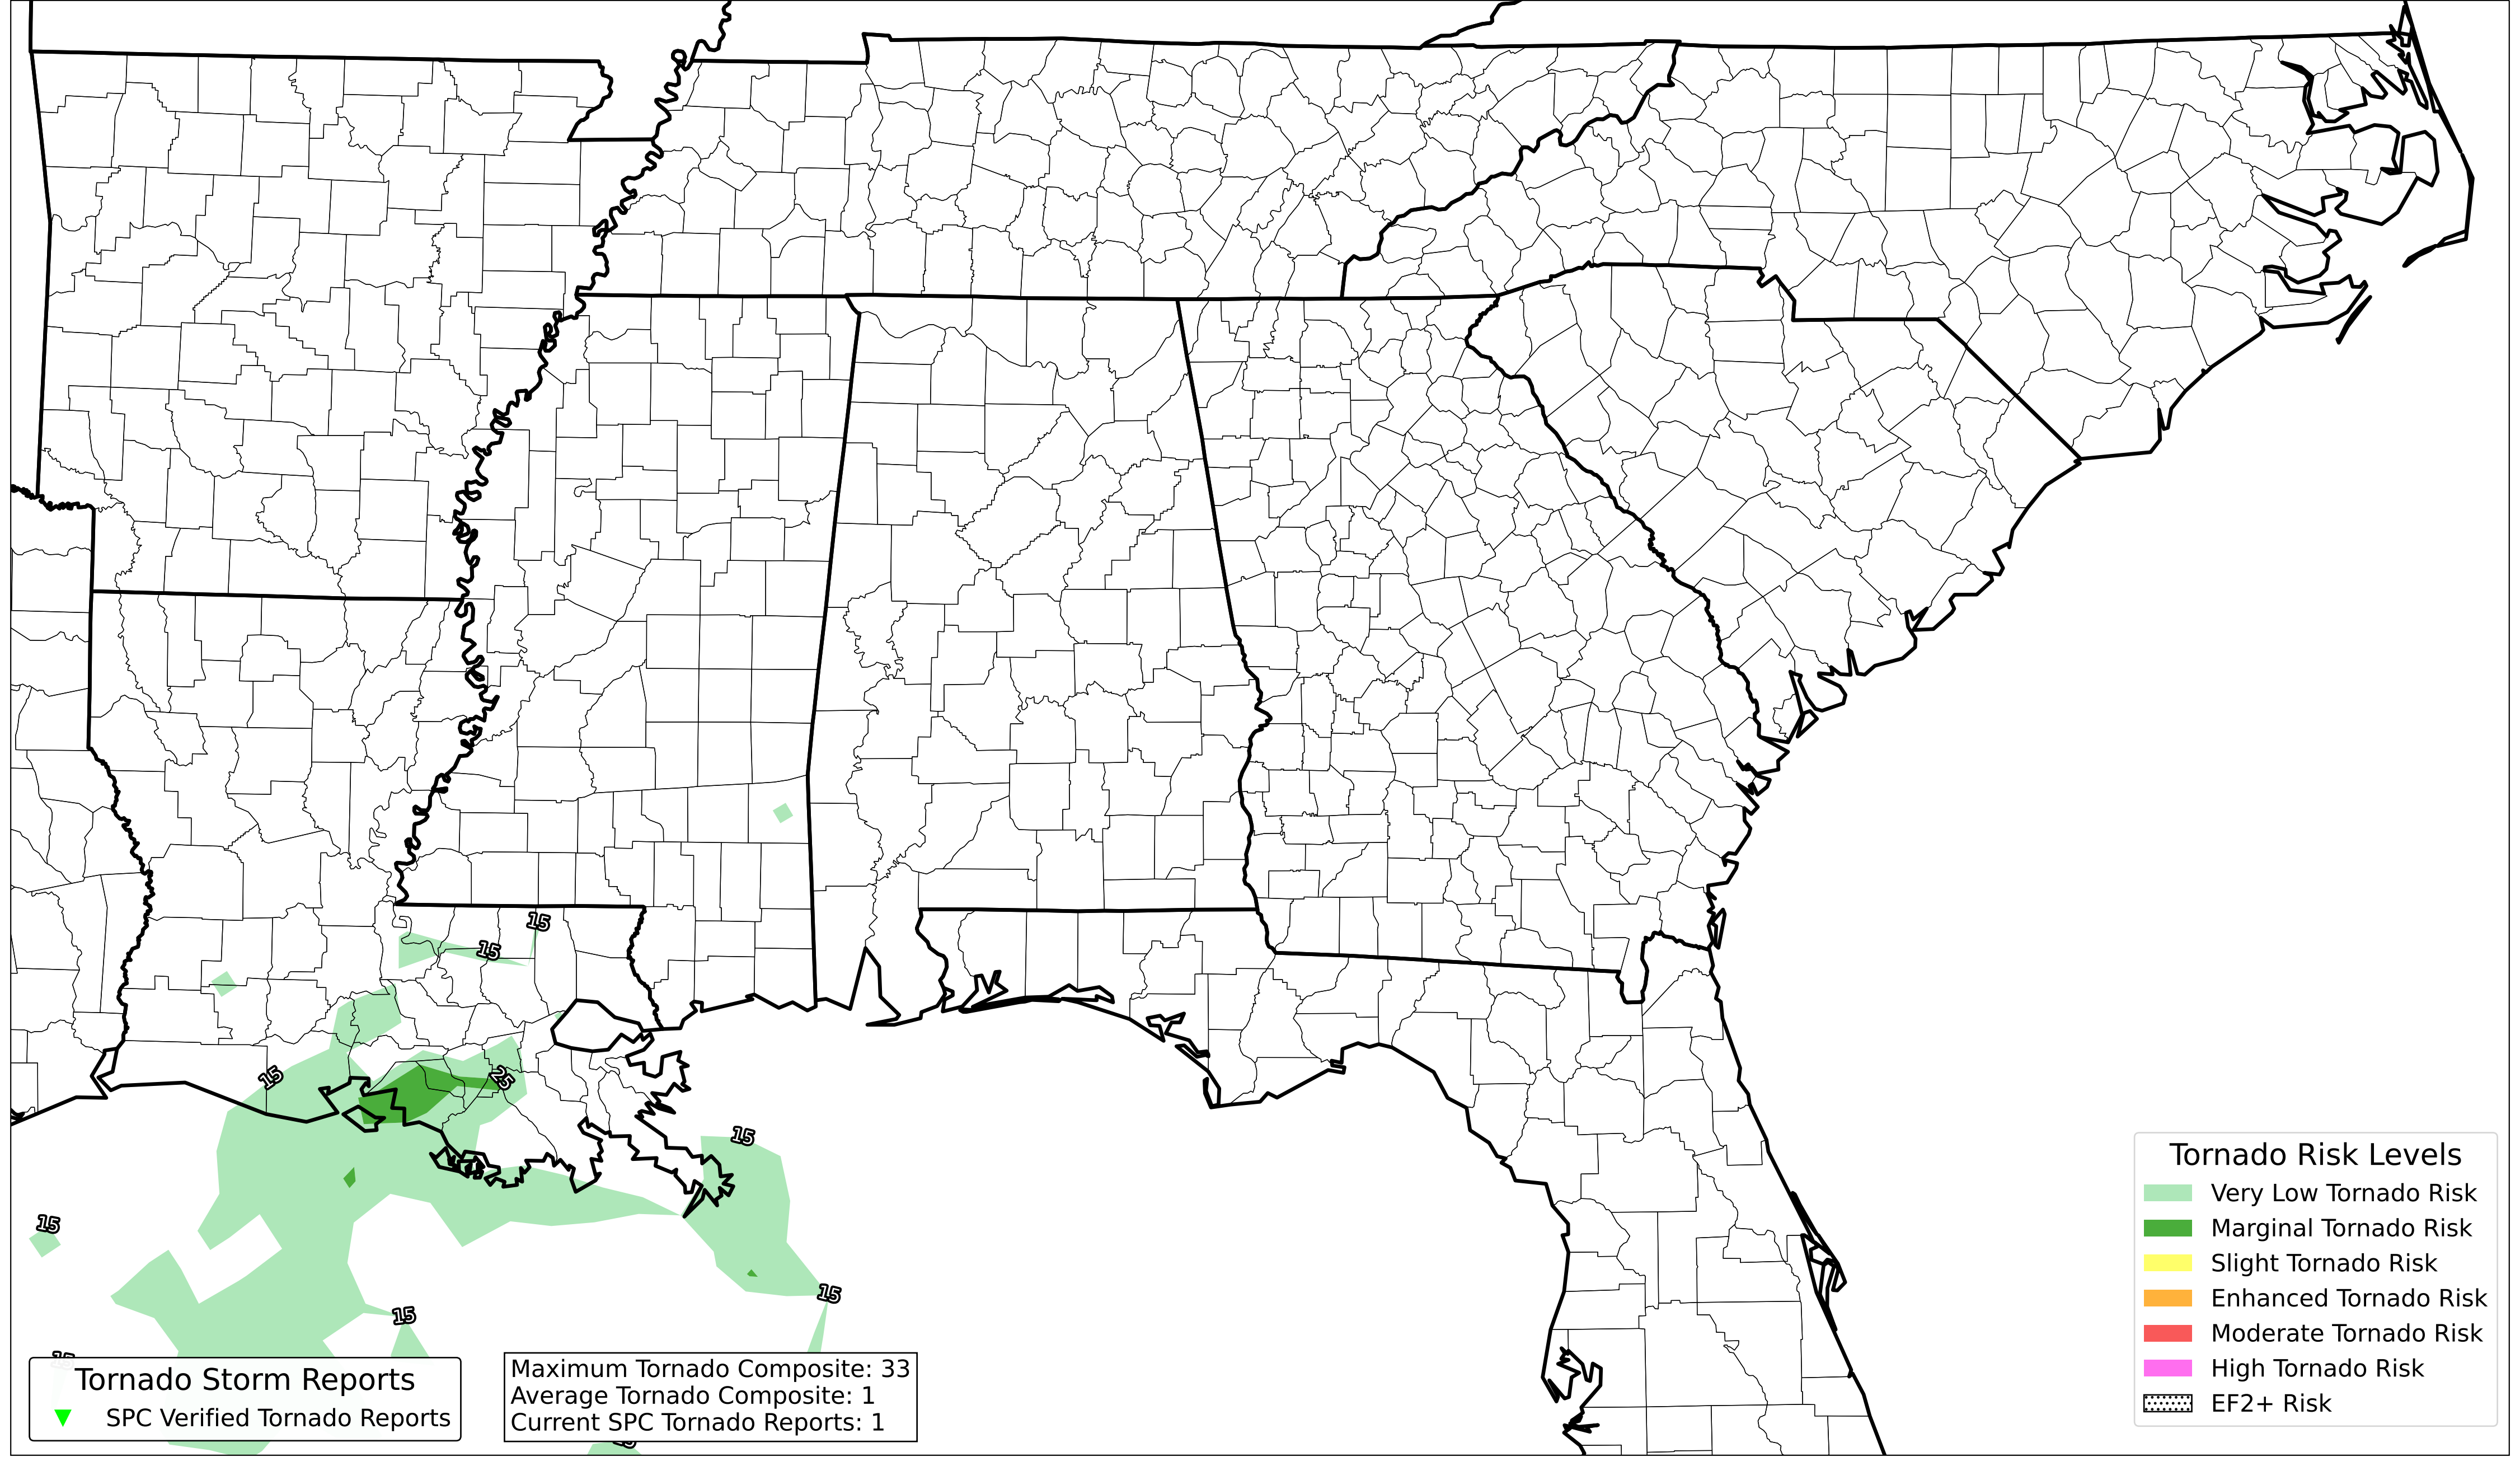 15
15
15
25
15
15
15
15
Tornado Storm Reports
SPC Verified Tornado Reports
Maximum Tornado Composite: 33
Average Tornado Composite: 1
Current SPC Tornado Reports: 1
Tornado Risk Levels
Very Low Tornado Risk
Marginal Tornado Risk
Slight Tornado Risk
Enhanced Tornado Risk
Moderate Tornado Risk
High Tornado Risk
EF2+ Risk